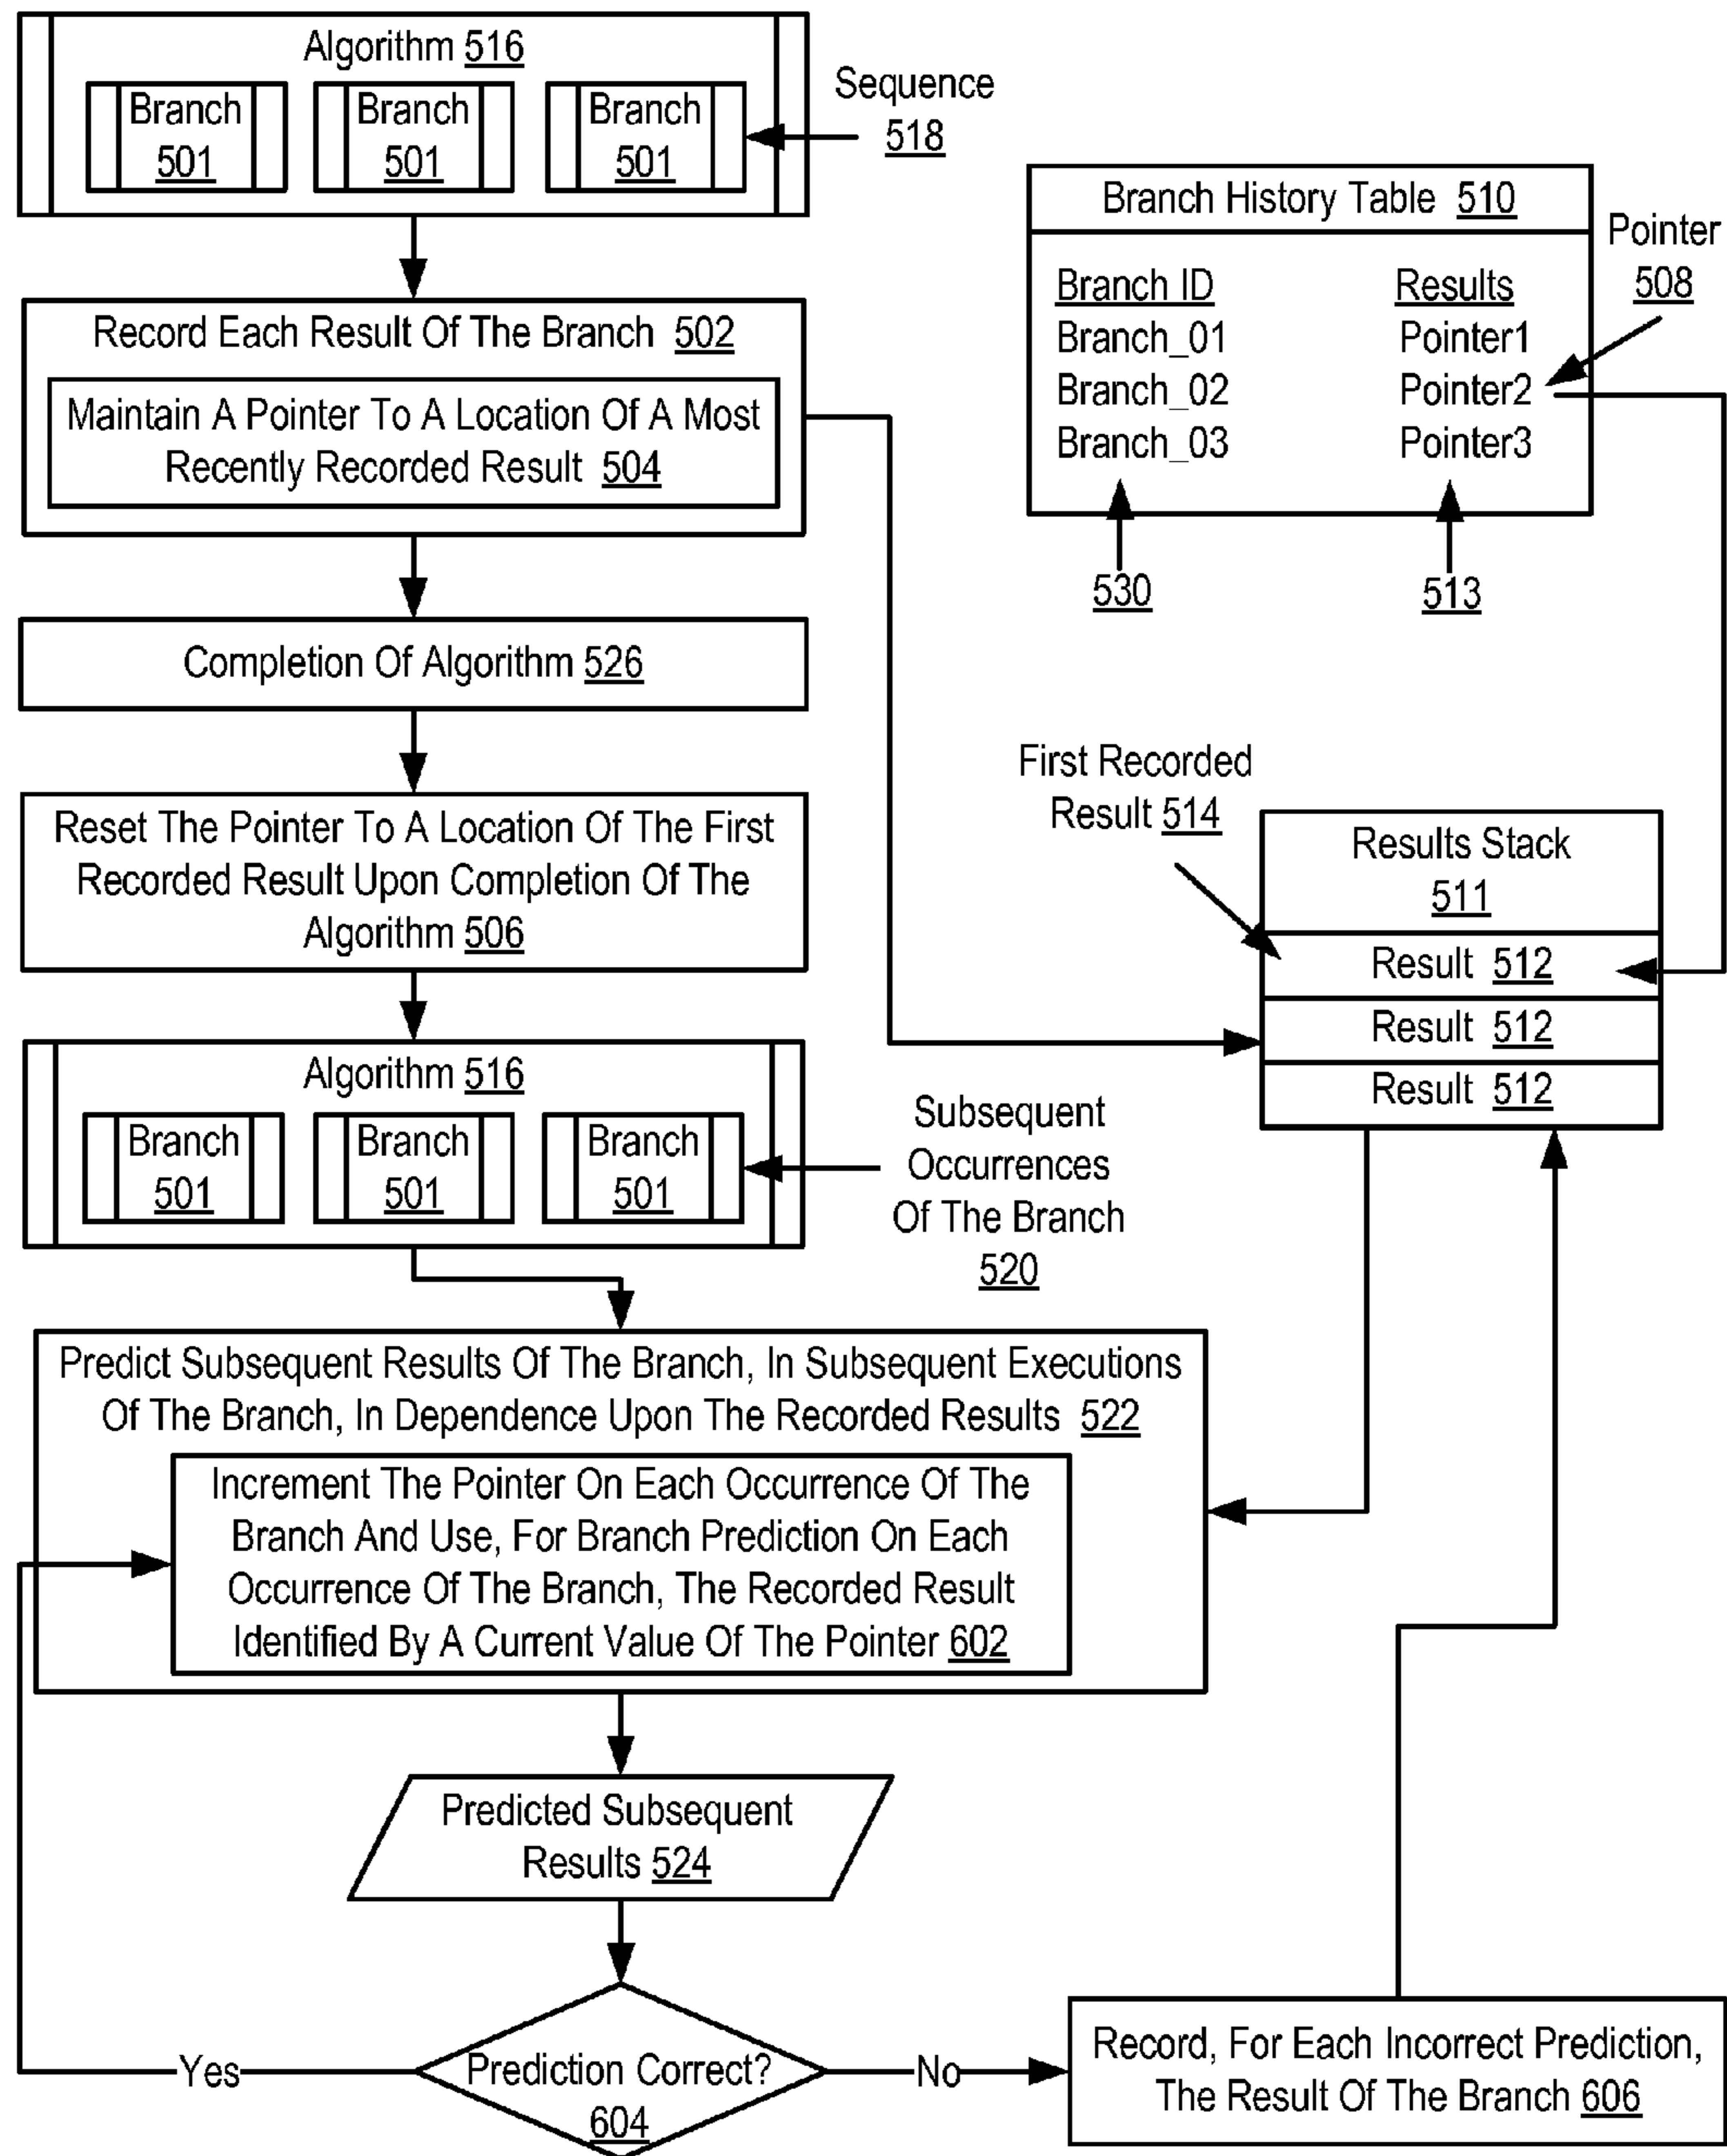 Algorithm 516
Branch
501
Branch
501
Branch
501
Sequence
518
Branch History Table 510
Pointer
508
Branch ID Results
Branch_01 Pointer1
Branch_02 Pointer2
Branch_03 Pointer3
530
513
Record Each Result Of The Branch 502
Maintain A Pointer To A Location Of A Most
Recently Recorded Result 504
Completion Of Algorithm 526
Reset The Pointer To A Location Of The First
Recorded Result Upon Completion Of The
Algorithm 506
First Recorded
Result 514
Results Stack
511
Result 512
Result 512
Result 512
Algorithm 516
Branch
501
Branch
501
Branch
501
Subsequent
Occurrences
Of The Branch
520
Predict Subsequent Results Of The Branch, In Subsequent Executions
Of The Branch, In Dependence Upon The Recorded Results 522
Increment The Pointer On Each Occurrence Of The
Branch And Use, For Branch Prediction On Each
Occurrence Of The Branch, The Recorded Result
Identified By A Current Value Of The Pointer 602
Predicted Subsequent
Results 524
Yes
Prediction Correct?
604
No
Record, For Each Incorrect Prediction,
The Result Of The Branch 606